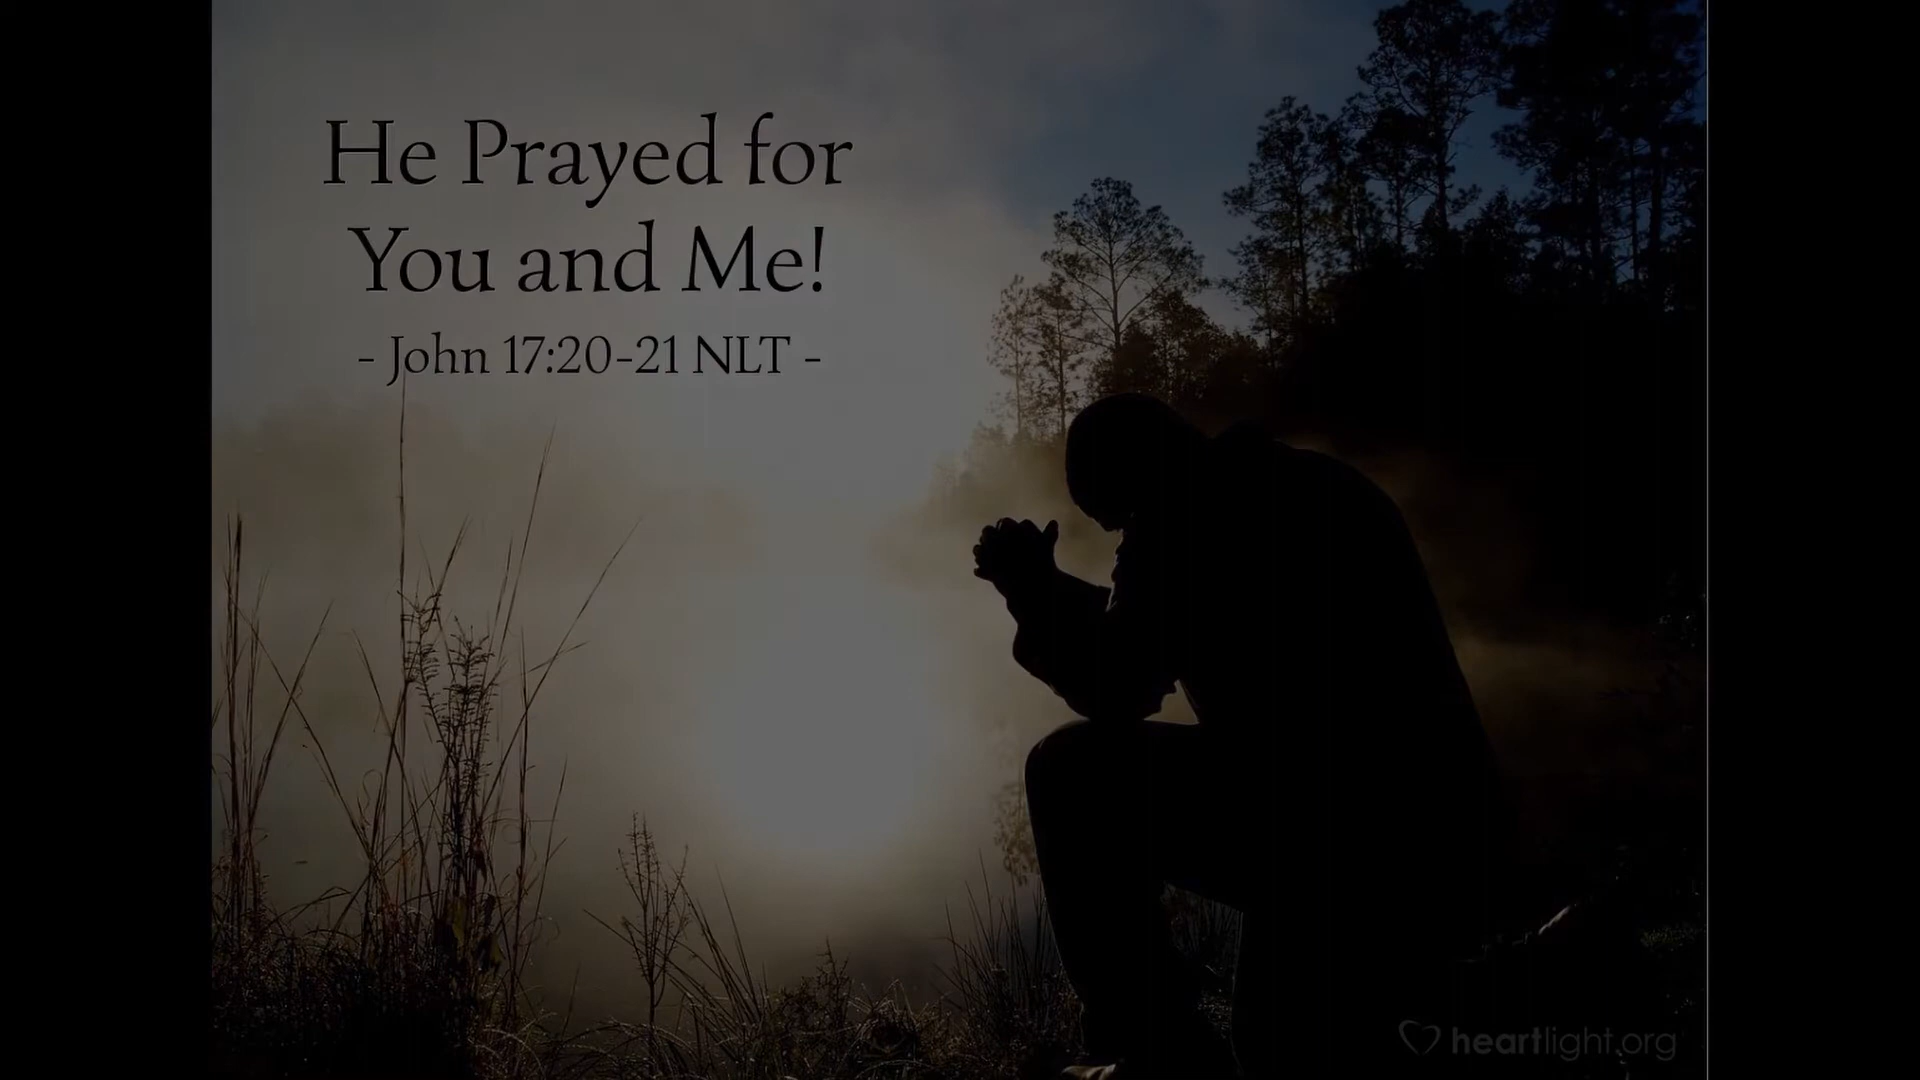 He Prayed for
You and Me!
- John 17:20-21 NLT -
heartlight.org